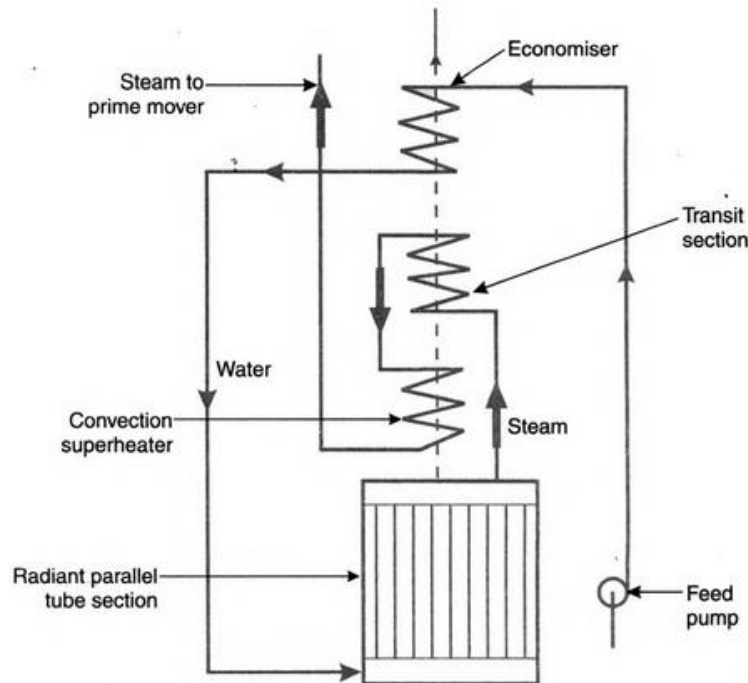 Economiser
Steam to
prime mover
Transit
section
Water
Convection
superheater
Steam
Radiant parallel
tube section
Feed
pump